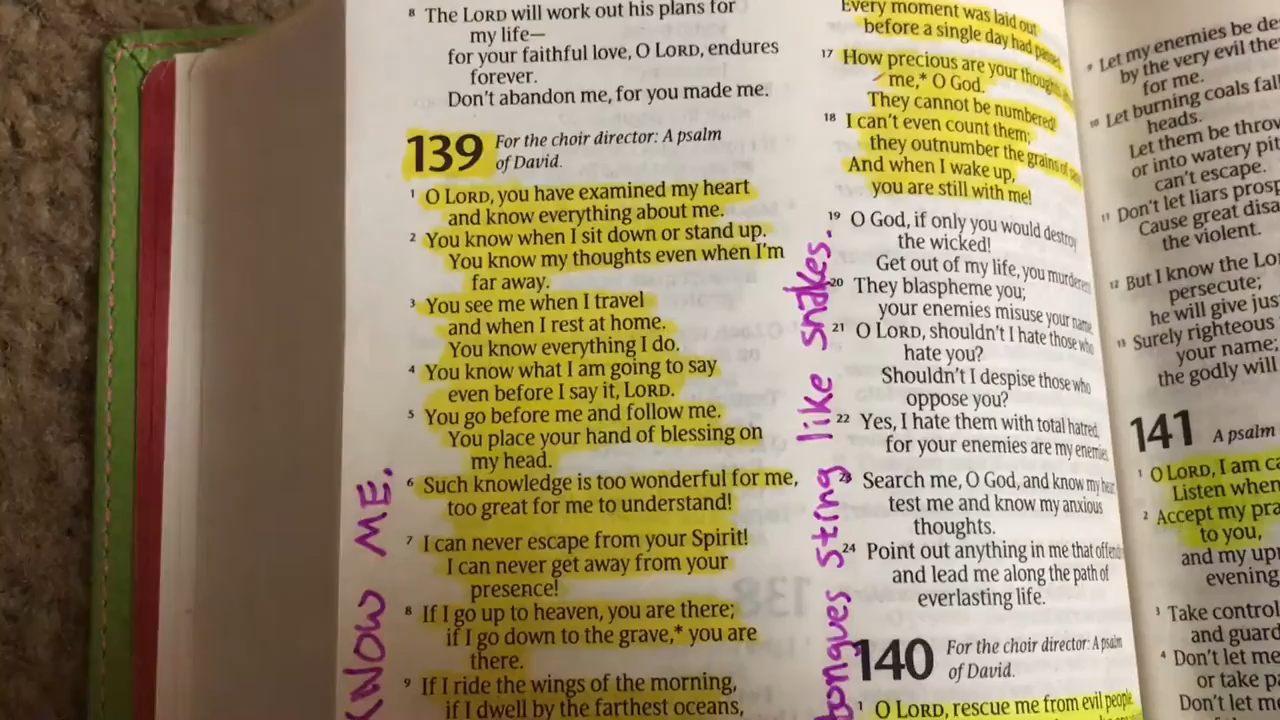 8 The LORD will work out his plans for
my life—
for your faithful love, O LORD, endures
forever.
Don't abandon me, for you made me.
139 For the choir director: A psalm
of David.
1 O LORD, you have examined my heart
and know everything about me.
2 You know when I sit down or stand up.
You know my thoughts even when I'm
far away.
3 You see me when I travel
and when I rest at home.
You know everything I do.
4 You know what I am going to say
even before I say it, LORD.
5 You go before me and follow me.
You place your hand of blessing on
my head.
6 Such knowledge is too wonderful for me,
too great for me to understand!
7 I can never escape from your Spirit!
I can never get away from your
presence!
8 If I go up to heaven, you are there;
if I go down to the grave,* you are
there.
9 If I ride the wings of the morning,
if I dwell by the farthest oceans,
KNOW ME.
Every moment was laid out
before a single day had
17 How precious are your thoughts
me,* O God.
They cannot be numbered!
18 I can't even count them;
they outnumber the grains of
And when I wake up,
you are still with me!
19 O God, if only you would destroy
the wicked!
Get out of my life, you
20 They blaspheme you;
your enemies misuse your name.
21 O LORD, shouldn't I hate those who
hate you?
Shouldn't I despise those who
oppose you?
22 Yes, I hate them with total hatred,
for your enemies are my
23 Search me, O God, and know my
test me and know my anxious
thoughts.
24 Point out anything in me that
and lead me along the path of
everlasting life.
140 For the choir director: A psalm
of David.
1 O LORD, rescue me from evil people.
tongues sting like snakes.
9 Let my enemies be
by the very evil
for me.
10 Let burning coals fall
heads.
Let them be
or into watery
can't escape.
11 Don't let liars
Cause great
the violent.
12 But I know the
persecute;
he will give
13 Surely righteous
your name;
the godly will
141 A psalm
1 O LORD, I am
Listen when
2 Accept my
to you,
and my
evening
3 Take control
and guard
4 Don't let me
or take
Don't let me